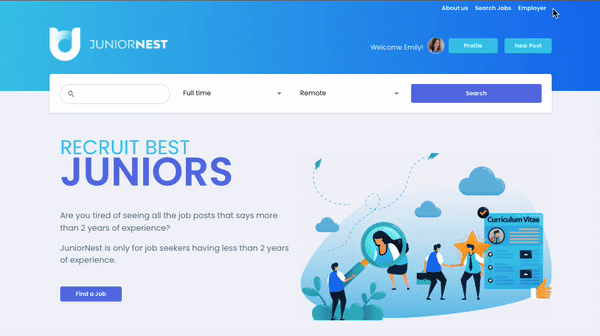 About us Search Jobs Employer
JUNIORNEST
Welcome Emily! Profile New Post
Full time Remote Search
RECRUIT BEST
JUNIORS
Are you tired of seeing all the job posts that says more
than 2 years of experience?
JuniorNest is only for job seekers having less than 2 years
of experience.
Find a Job
Curriculum Vitae